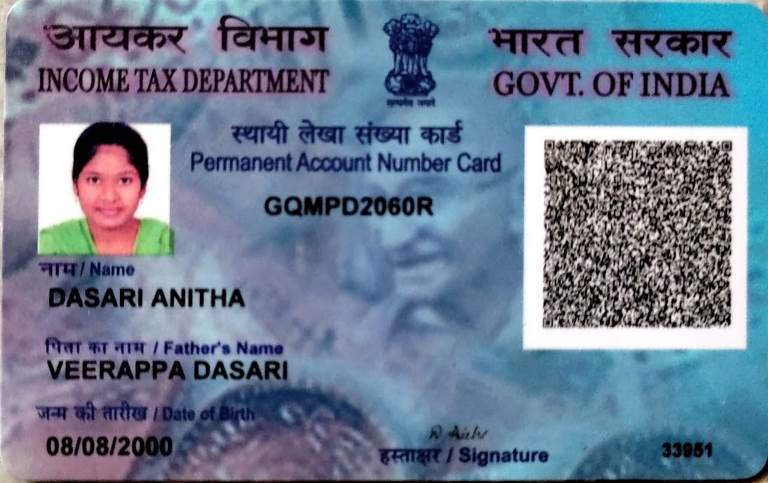 आयकर विभाग
INCOME TAX DEPARTMENT
भारत सरकार
GOVT. OF INDIA
सत्यमेव जयते
स्थायी लेखा संख्या कार्ड
Permanent Account Number Card
GQMPD2060R
नाम / Name
DASARI ANITHA
पिता का नाम / Father's Name
VEERAPPA DASARI
जन्म की तारीख / Date of Birth
08/08/2000
हस्ताक्षर / Signature
33951